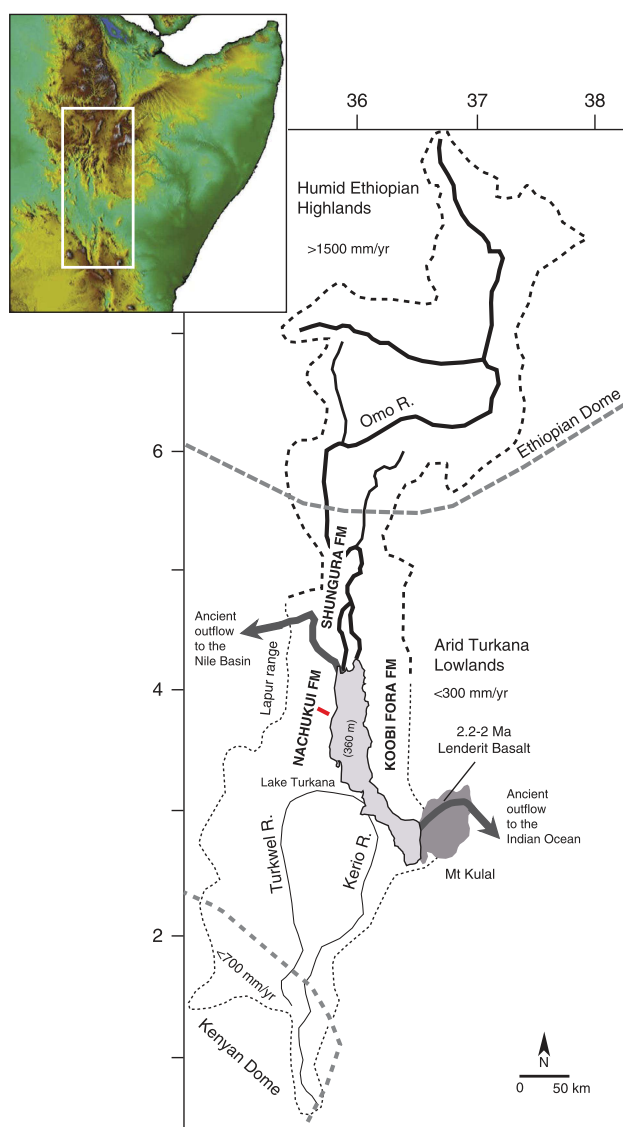 36
37
38
Humid Ethiopian
Highlands
>1500 mm/yr
Omo R.
Ethiopian Dome
6
SHUNGURA FM
Ancient
outflow
to the
Nile Basin
Lapur range
Arid Turkana
Lowlands
<300 mm/yr
4
NACHUKUI FM
(360 m)
KOOBI FORA FM
2.2-2 Ma
Lenderit Basalt
Lake Turkana
Ancient
outflow
to the
Indian Ocean
Turkwel R.
Kerio R.
Mt Kulal
2
<700 mm/yr
Kenyan Dome
N
0 50 km